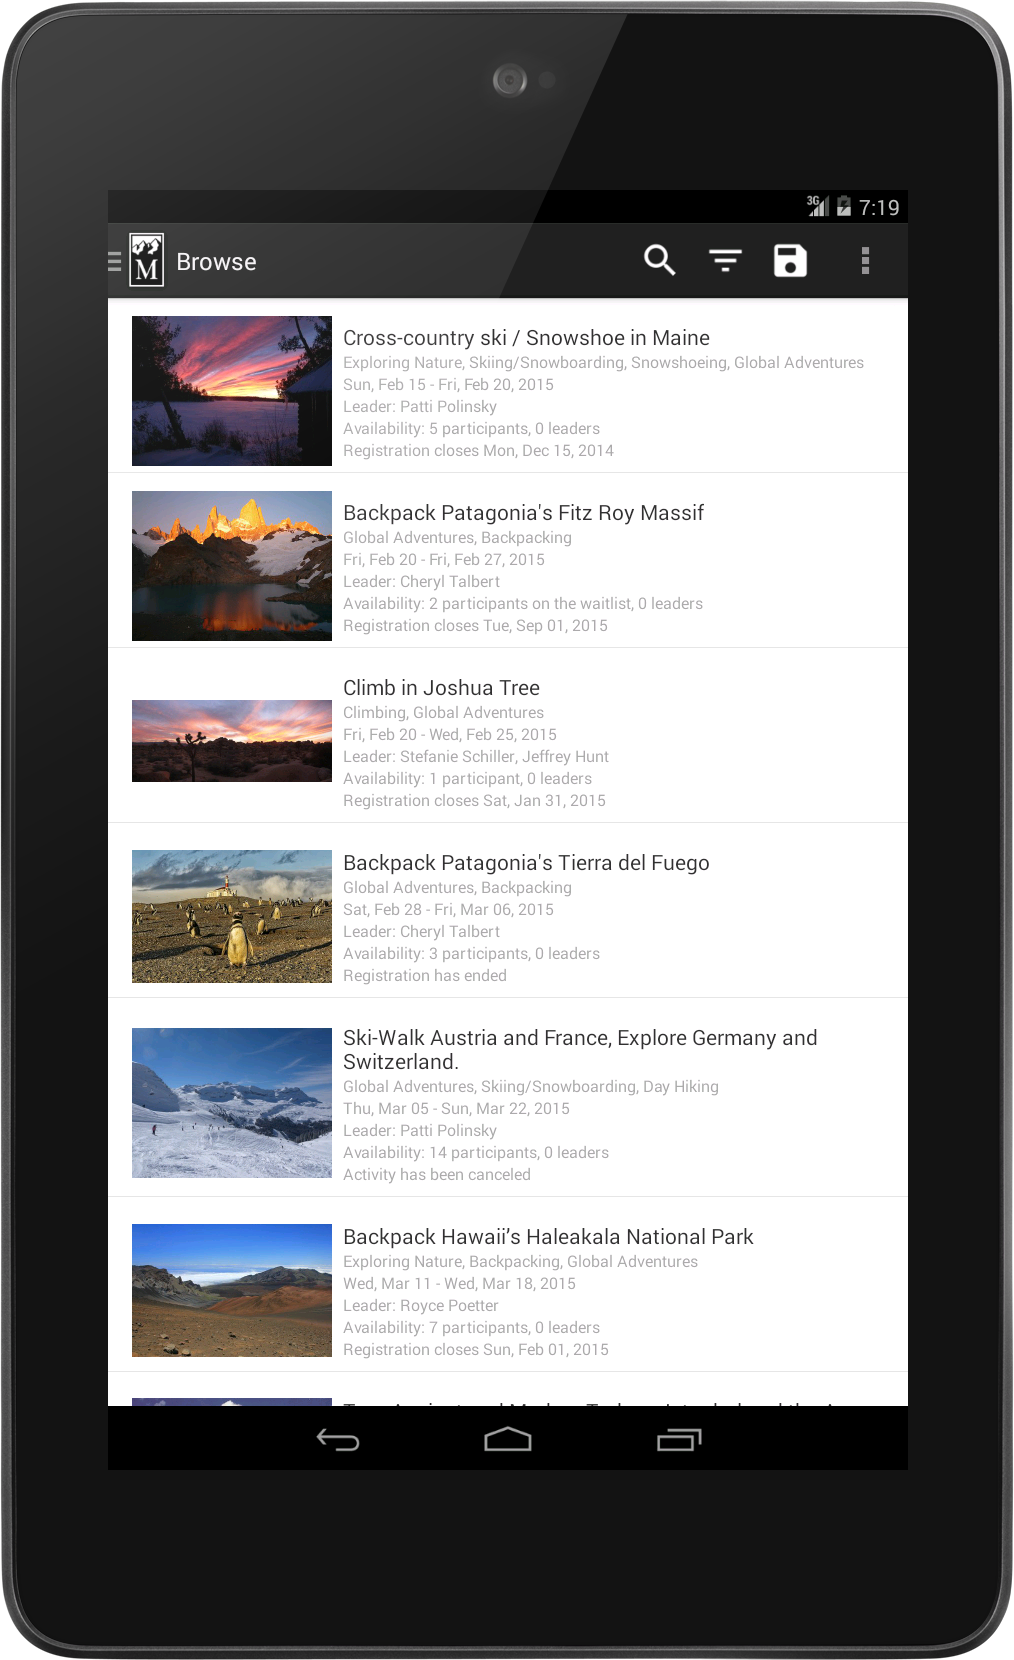 3G 7:19
M Browse
Cross-country ski / Snowshoe in Maine
Exploring Nature, Skiing/Snowboarding, Snowshoeing, Global Adventures
Sun, Feb 15 - Fri, Feb 20, 2015
Leader: Patti Polinsky
Availability: 5 participants, 0 leaders
Registration closes Mon, Dec 15, 2014
Backpack Patagonia's Fitz Roy Massif
Global Adventures, Backpacking
Fri, Feb 20 - Fri, Feb 27, 2015
Leader: Cheryl Talbert
Availability: 2 participants on the waitlist, 0 leaders
Registration closes Tue, Sep 01, 2015
Climb in Joshua Tree
Climbing, Global Adventures
Fri, Feb 20 - Wed, Feb 25, 2015
Leader: Stefanie Schiller, Jeffrey Hunt
Availability: 1 participant, 0 leaders
Registration closes Sat, Jan 31, 2015
Backpack Patagonia's Tierra del Fuego
Global Adventures, Backpacking
Sat, Feb 28 - Fri, Mar 06, 2015
Leader: Cheryl Talbert
Availability: 3 participants, 0 leaders
Registration has ended
Ski-Walk Austria and France, Explore Germany and
Switzerland.
Global Adventures, Skiing/Snowboarding, Day Hiking
Thu, Mar 05 - Sun, Mar 22, 2015
Leader: Patti Polinsky
Availability: 14 participants, 0 leaders
Activity has been canceled
Backpack Hawaii’s Haleakala National Park
Exploring Nature, Backpacking, Global Adventures
Wed, Mar 11 - Wed, Mar 18, 2015
Leader: Royce Poetter
Availability: 7 participants, 0 leaders
Registration closes Sun, Feb 01, 2015